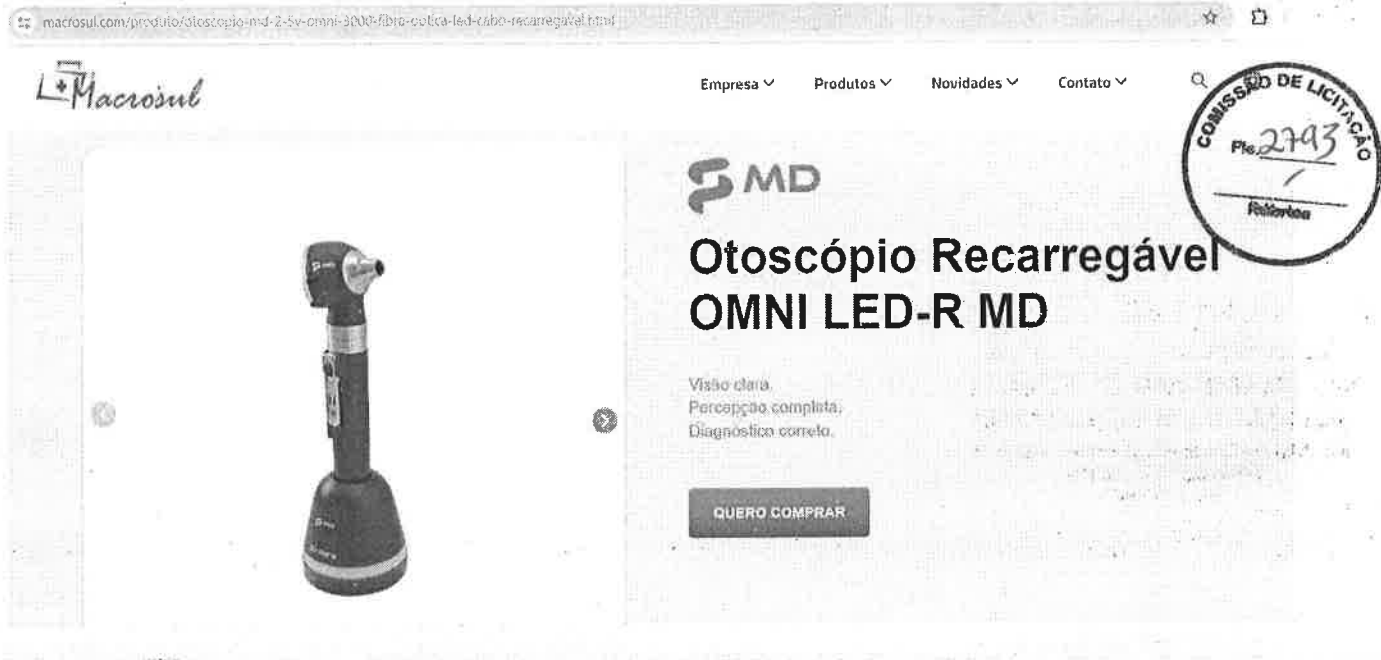 macrosul.com/produto/otoscopio-md-2-5v-omni-3000-fibra-optica-led-cabo-recarregavel.html
Macrosul
Empresa Produtos Novidades Contato
COMISSÃO DE LICITAÇÃO
Fls. 2793
MD
Otoscópio Recarregável
OMNI LED-R MD
Visão clara.
Percepção completa.
Diagnóstico correto.
QUERO COMPRAR